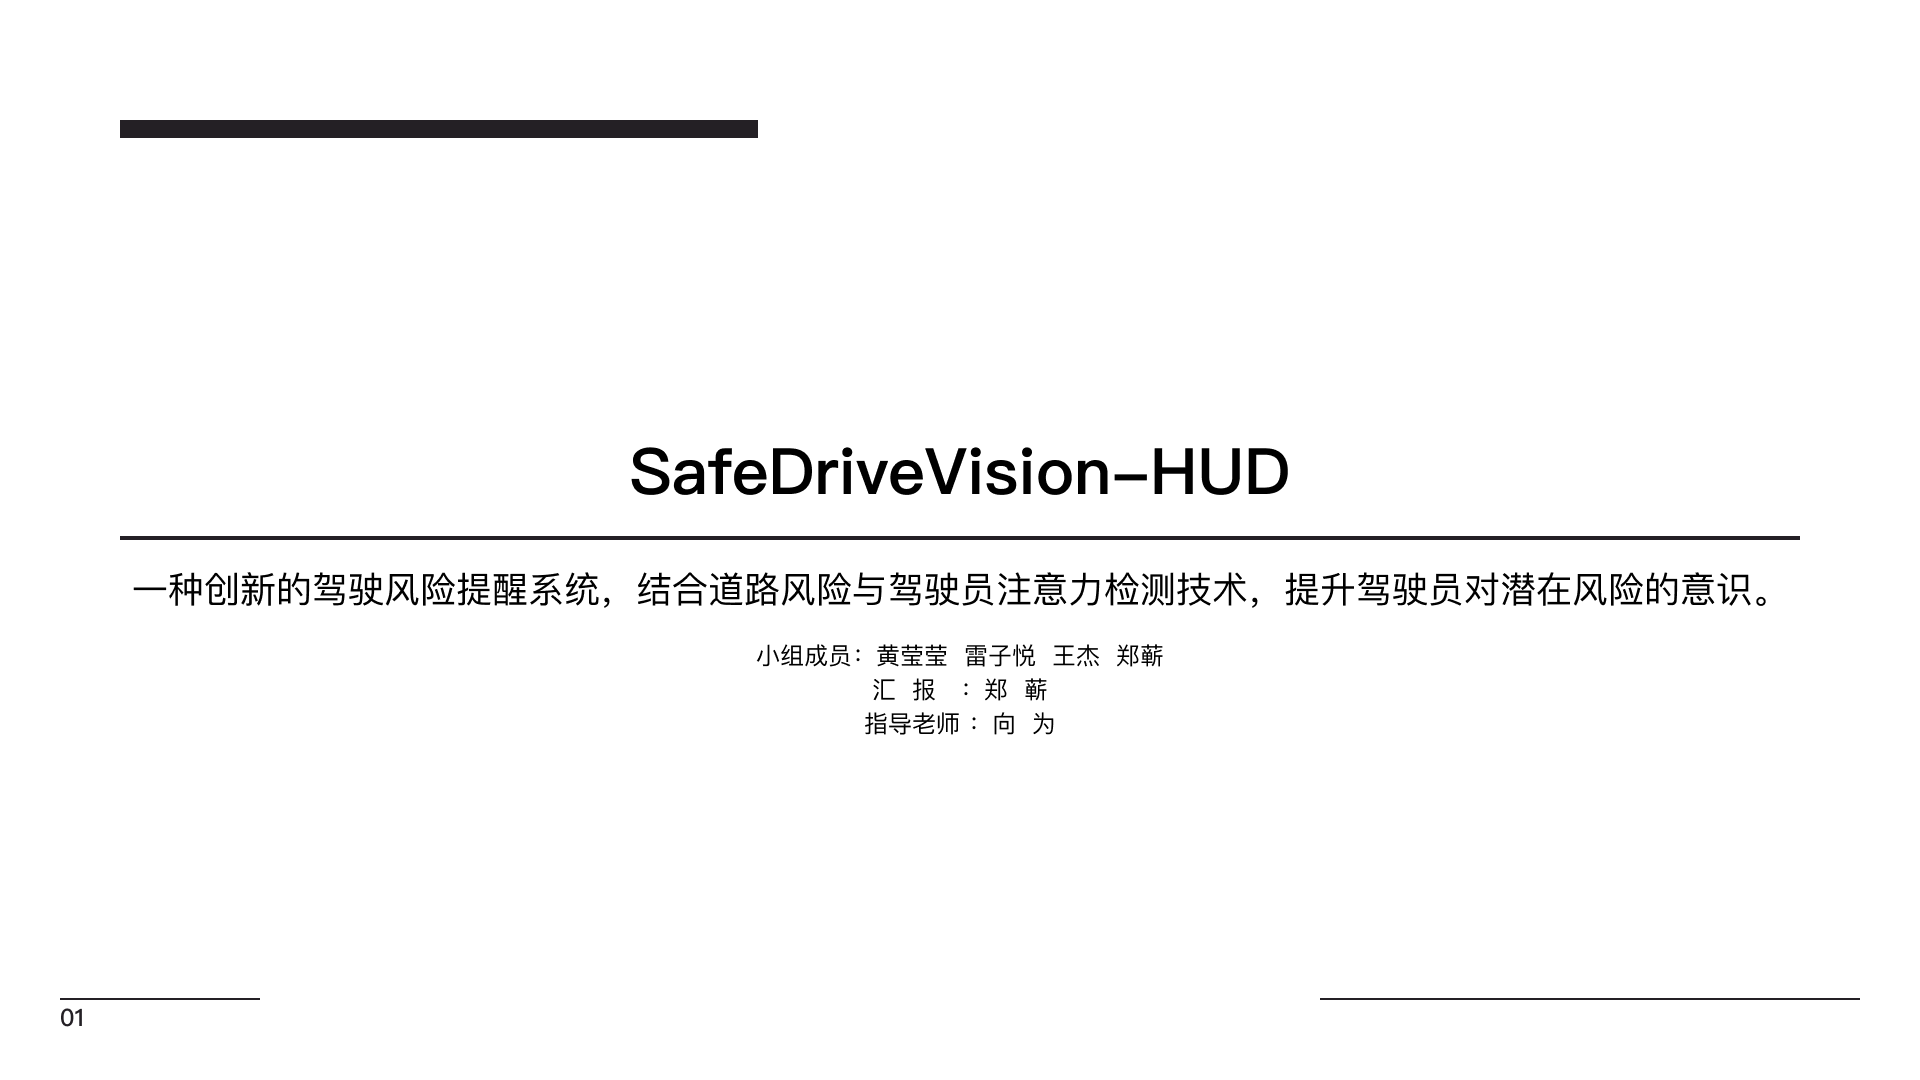 SafeDriveVision-HUD
一种创新的驾驶风险提醒系统，结合道路风险与驾驶员注意力检测技术，提升驾驶员对潜在风险的意识。
小组成员：黄莹莹 雷子悦 王杰 郑蕲
汇 报 ：郑 蕲
指导老师：向 为
01